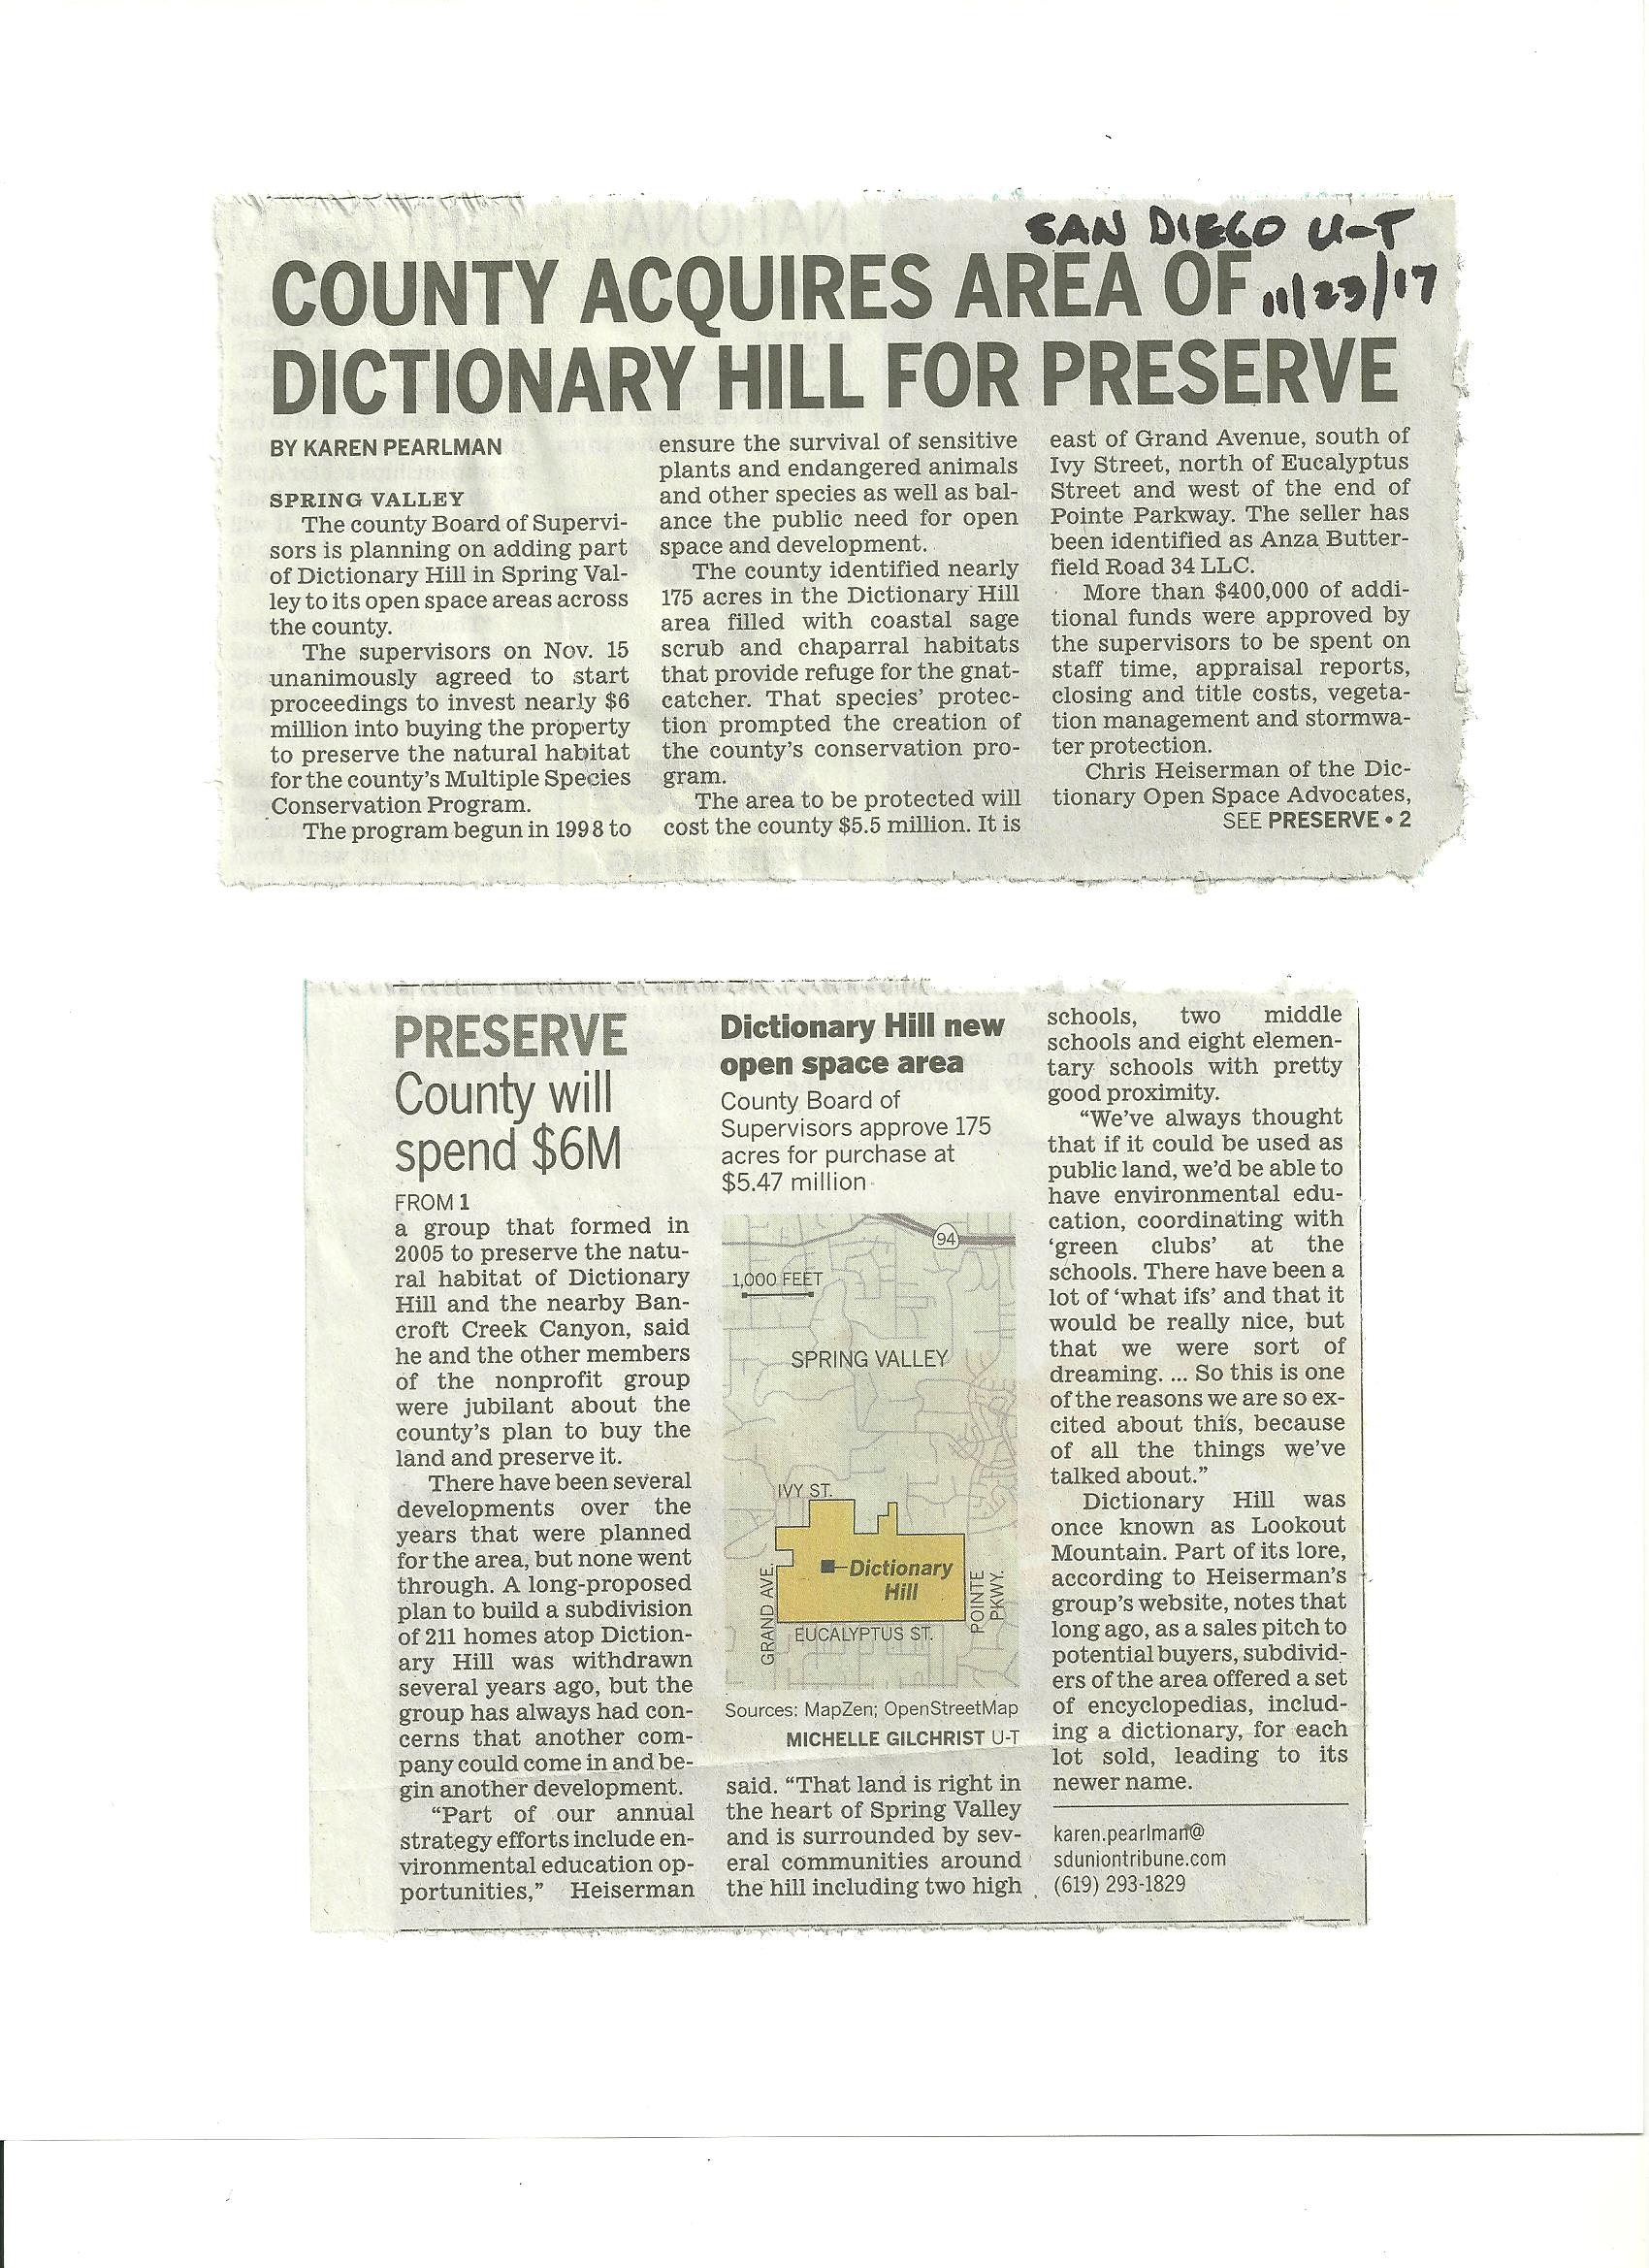 SAN DIEGO U-T
11/23/17
COUNTY ACQUIRES AREA OF
DICTIONARY HILL FOR PRESERVE
BY KAREN PEARLMAN
SPRING VALLEY
The county Board of Supervi-
sors is planning on adding part
of Dictionary Hill in Spring Val-
ley to its open space areas across
the county.
The supervisors on Nov. 15
unanimously agreed to start
proceedings to invest nearly $6
million into buying the property
to preserve the natural habitat
for the county's Multiple Species
Conservation Program.
The program begun in 1998 to
ensure the survival of sensitive
plants and endangered animals
and other species as well as bal-
ance the public need for open
space and development.
The county identified nearly
175 acres in the Dictionary Hill
area filled with coastal sage
scrub and chaparral habitats
that provide refuge for the gnat-
catcher. That species' protec-
tion prompted the creation of
the county's conservation pro-
gram.
The area to be protected will
cost the county $5.5 million. It is
east of Grand Avenue, south of
Ivy Street, north of Eucalyptus
Street and west of the end of
Pointe Parkway. The seller has
been identified as Anza Butter-
field Road 34 LLC.
More than $400,000 of addi-
tional funds were approved by
the supervisors to be spent on
staff time, appraisal reports,
closing and title costs, vegeta-
tion management and stormwa-
ter protection.
Chris Heiserman of the Dic-
tionary Open Space Advocates,
SEE PRESERVE • 2
PRESERVE
County will
spend $6M
FROM 1
a group that formed in
2005 to preserve the natu-
ral habitat of Dictionary
Hill and the nearby Ban-
croft Creek Canyon, said
he and the other members
of the nonprofit group
were jubilant about the
county's plan to buy the
land and preserve it.
There have been several
developments over the
years that were planned
for the area, but none went
through. A long-proposed
plan to build a subdivision
of 211 homes atop Diction-
ary Hill was withdrawn
several years ago, but the
group has always had con-
cerns that another com-
pany could come in and be-
gin another development.
"Part of our annual
strategy efforts include en-
vironmental education op-
portunities," Heiserman
Dictionary Hill new
open space area
County Board of
Supervisors approve 175
acres for purchase at
$5.47 million
94
1,000 FEET
SPRING VALLEY
IVY ST.
Dictionary
Hill
GRAND AVE.
POINTE
PKWY.
EUCALYPTUS ST.
Sources: MapZen; OpenStreetMap
MICHELLE GILCHRIST U-T
said. "That land is right in
the heart of Spring Valley
and is surrounded by sev-
eral communities around
the hill including two high
schools, two middle
schools and eight elemen-
tary schools with pretty
good proximity.
"We've always thought
that if it could be used as
public land, we'd be able to
have environmental edu-
cation, coordinating with
'green clubs' at the
schools. There have been a
lot of 'what ifs' and that it
would be really nice, but
that we were sort of
dreaming. ... So this is one
of the reasons we are so ex-
cited about this, because
of all the things we've
talked about."
Dictionary Hill was
once known as Lookout
Mountain. Part of its lore,
according to Heiserman's
group's website, notes that
long ago, as a sales pitch to
potential buyers, subdivid-
ers of the area offered a set
of encyclopedias, includ-
ing a dictionary, for each
lot sold, leading to its
newer name.
karen.pearlman@
sduniontribune.com
(619) 293-1829